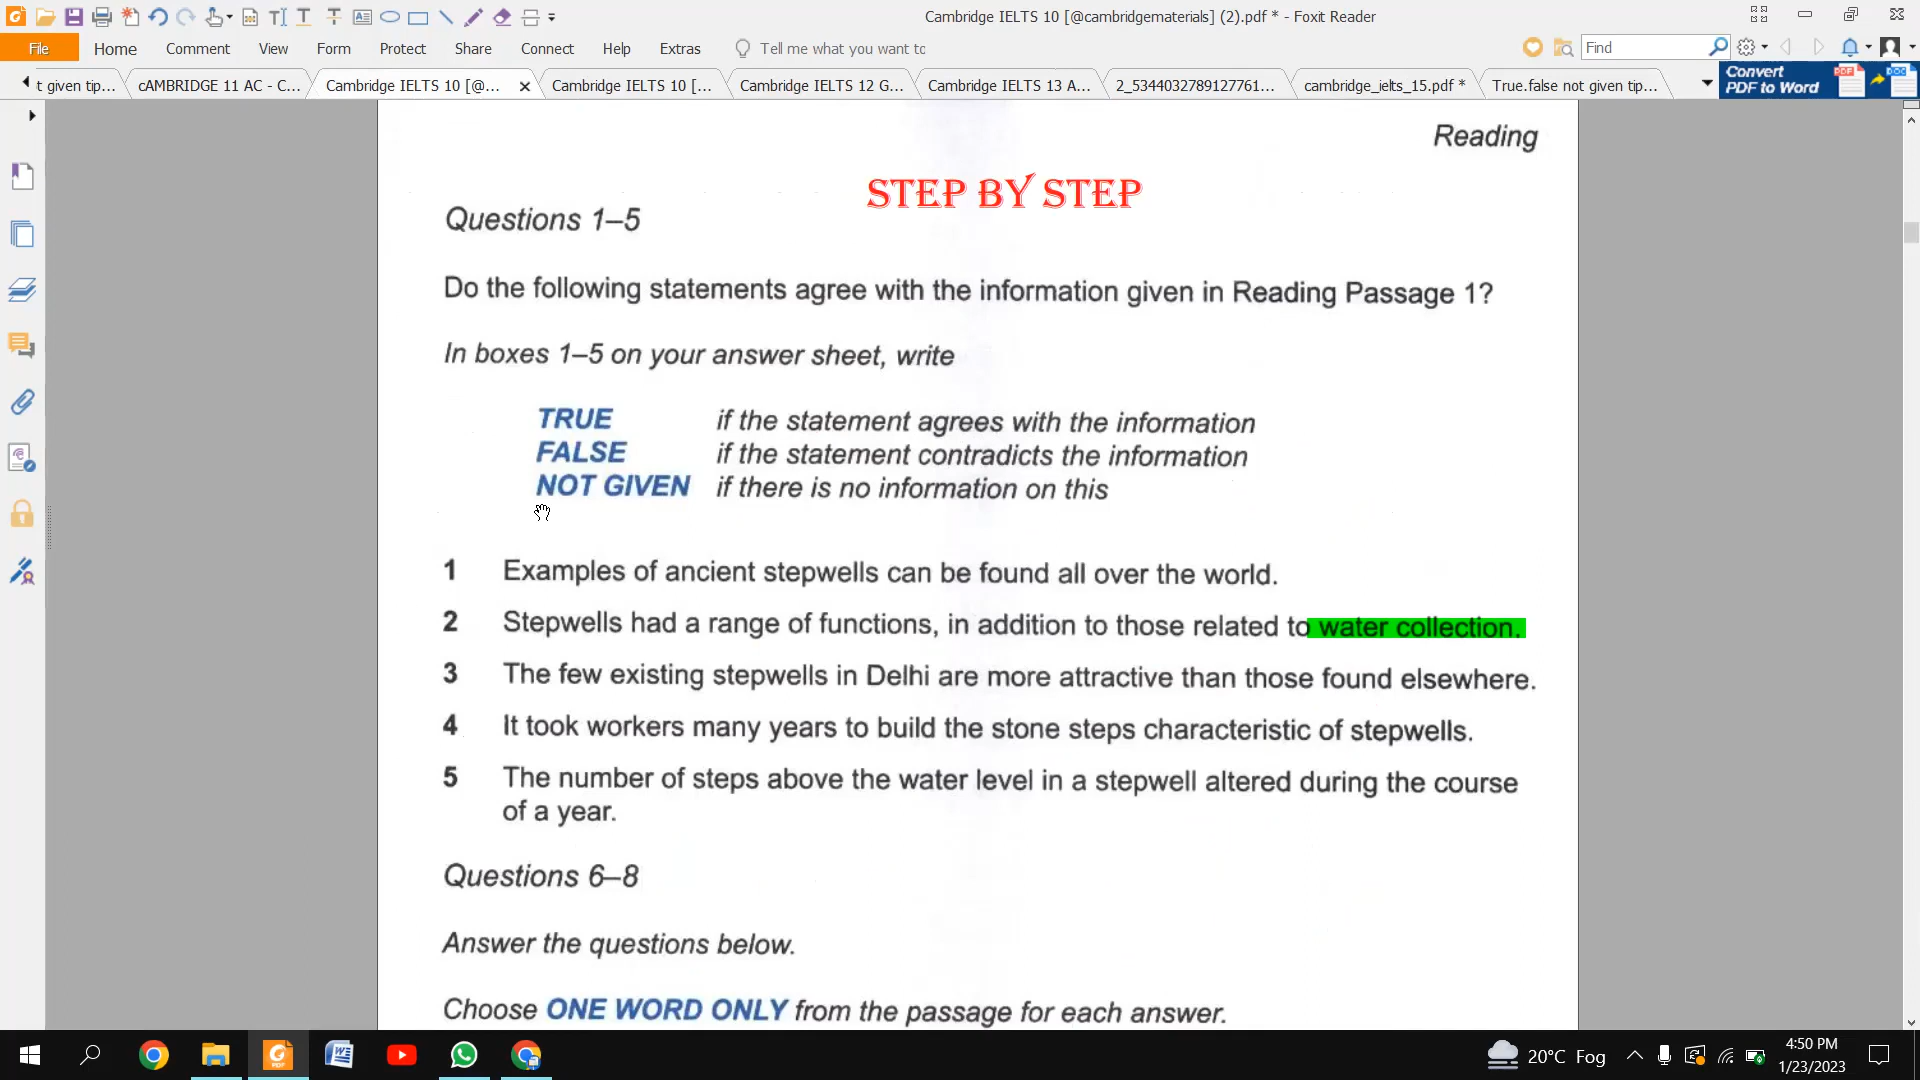 Cambridge IELTS 10 [@cambridgematerials] (2).pdf * - Foxit Reader
File Home Comment View Form Protect Share Connect Help Extras Tell me what you want to Find
t given tip... cAMBRIDGE 11 AC - C... Cambridge IELTS 10 [@... Cambridge IELTS 10 [... Cambridge IELTS 12 G... Cambridge IELTS 13 A... 2_5344032789127761... cambridge_ielts_15.pdf * True.false not given tip... Convert
PDF to Word
Reading
STEP BY STEP
Questions 1–5
Do the following statements agree with the information given in Reading Passage 1?
In boxes 1–5 on your answer sheet, write
TRUE if the statement agrees with the information
FALSE if the statement contradicts the information
NOT GIVEN if there is no information on this
1 Examples of ancient stepwells can be found all over the world.
2 Stepwells had a range of functions, in addition to those related to water collection.
3 The few existing stepwells in Delhi are more attractive than those found elsewhere.
4 It took workers many years to build the stone steps characteristic of stepwells.
5 The number of steps above the water level in a stepwell altered during the course
of a year.
Questions 6–8
Answer the questions below.
Choose ONE WORD ONLY from the passage for each answer.
20°C Fog
4:50 PM
1/23/2023